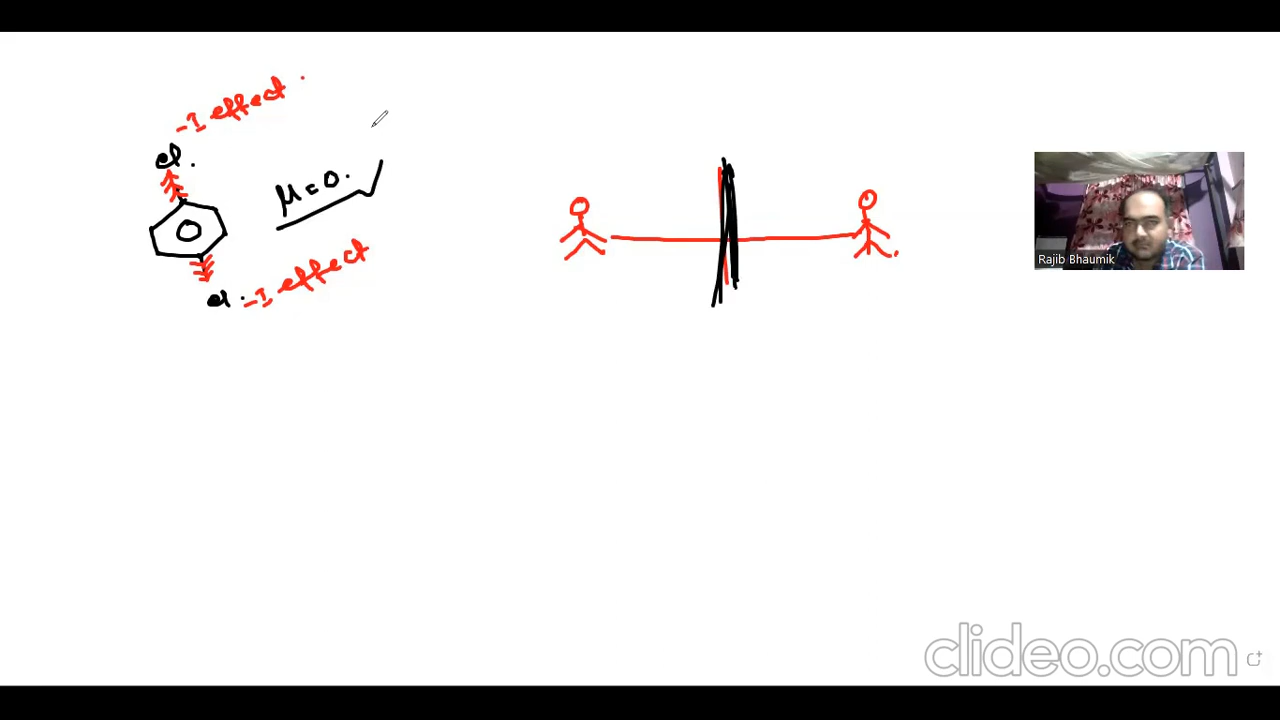 -I effect.
Cl.
μ=0.
Cl. -I effect
Rajib Bhaumik
clideo.com